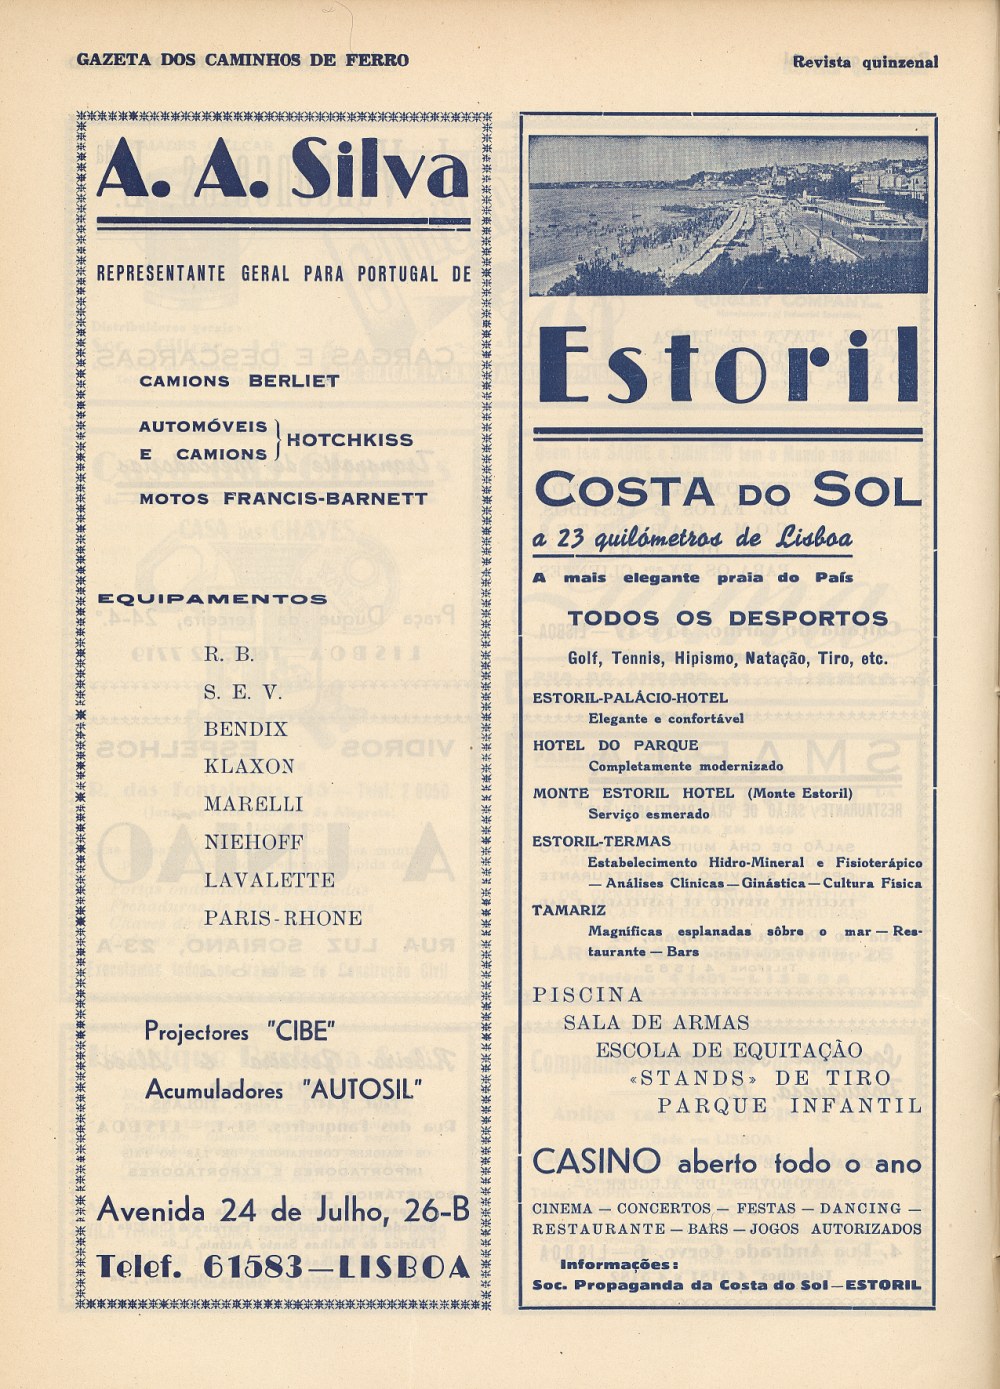 GAZETA DOS CAMINHOS DE FERRO
Revista quinzenal
A. A. Silva
REPRESENTANTE GERAL PARA PORTUGAL DE
CAMIONS BERLIET
AUTOMÓVEIS
E CAMIONS } HOTCHKISS
MOTOS FRANCIS-BARNETT
EQUIPAMENTOS
R. B.
S. E. V.
BENDIX
KLAXON
MARELLI
NIEHOFF
LAVALETTE
PARIS-RHONE
Projectores "CIBE"
Acumuladores "AUTOSIL"
Avenida 24 de Julho, 26-B
Telef. 61583 — LISBOA
Estoril
COSTA DO SOL
a 23 quilómetros de Lisboa
A mais elegante praia do País
TODOS OS DESPORTOS
Golf, Tennis, Hipismo, Natação, Tiro, etc.
ESTORIL-PALÁCIO-HOTEL
Elegante e confortável
HOTEL DO PARQUE
Completamente modernizado
MONTE ESTORIL HOTEL (Monte Estoril)
Serviço esmerado
ESTORIL-TERMAS
Estabelecimento Hidro-Mineral e Fisioterápico
— Análises Clínicas — Ginástica — Cultura Física
TAMARIZ
Magníficas esplanadas sôbre o mar — Res-
taurante — Bars
PISCINA
SALA DE ARMAS
ESCOLA DE EQUITAÇÃO
«STANDS» DE TIRO
PARQUE INFANTIL
CASINO aberto todo o ano
CINEMA — CONCERTOS — FESTAS — DANCING —
RESTAURANTE — BARS — JOGOS AUTORIZADOS
Informações:
Soc. Propaganda da Costa do Sol — ESTORIL